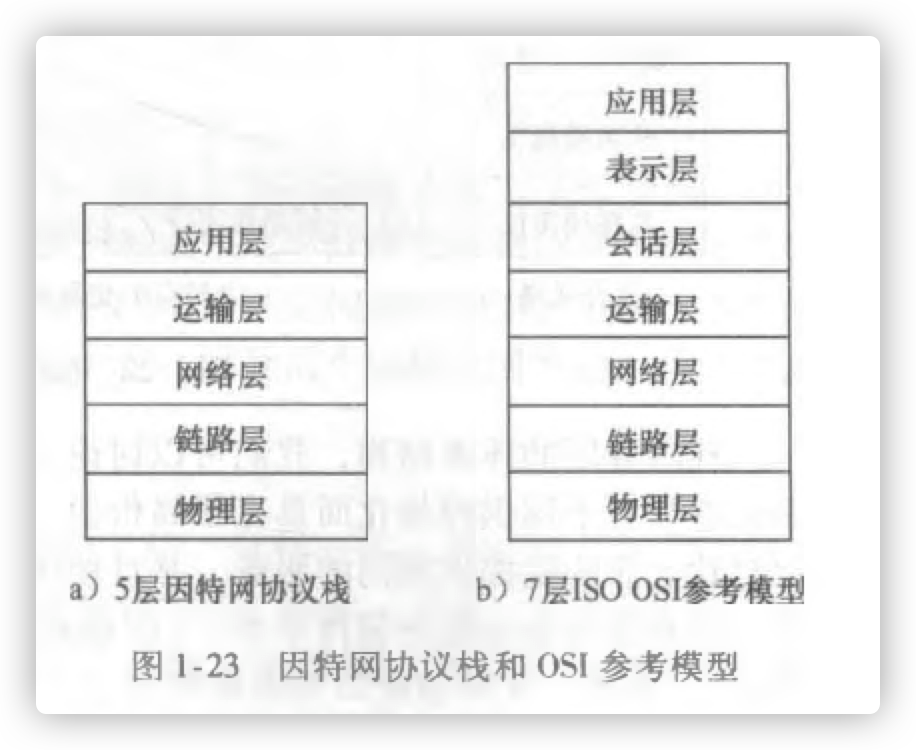 应用层
运输层
网络层
链路层
物理层
a）5层因特网协议栈
应用层
表示层
会话层
运输层
网络层
链路层
物理层
b）7层ISO OSI参考模型
图 1-23 因特网协议栈和 OSI 参考模型